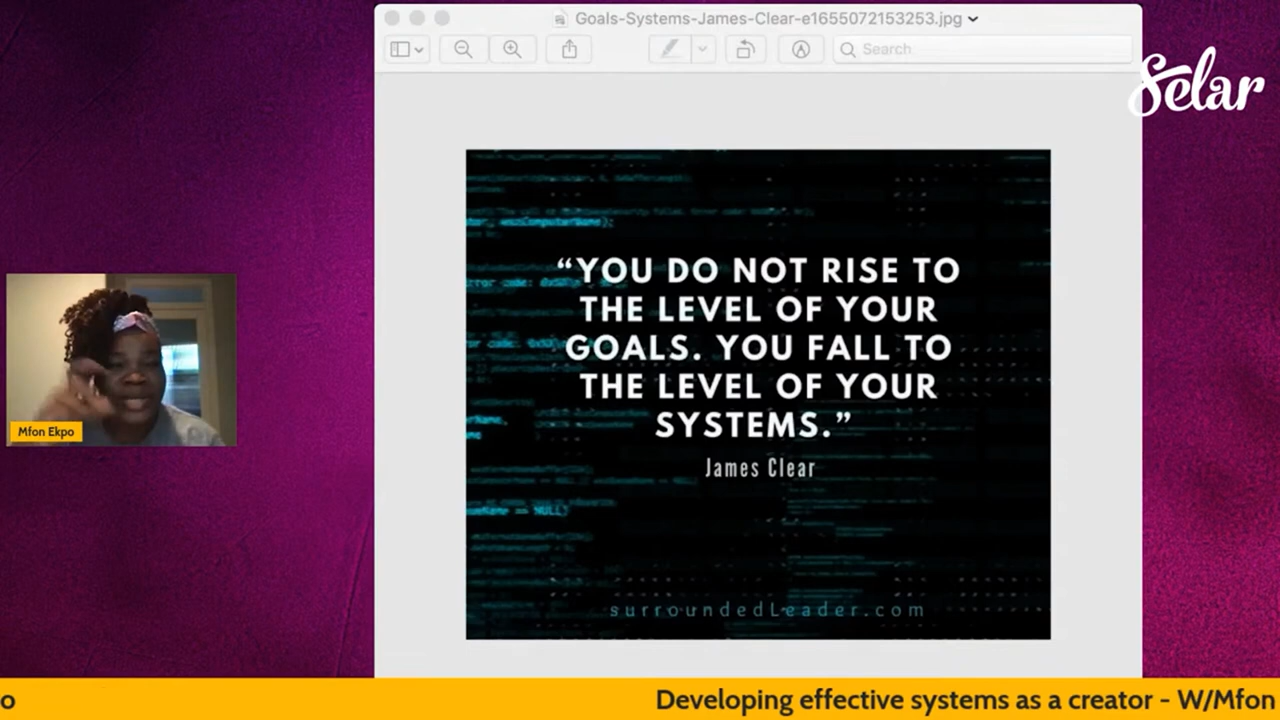 Goals-Systems-James-Clear-e1655072153253.jpg
Search
Selar
“YOU DO NOT RISE TO
THE LEVEL OF YOUR
GOALS. YOU FALL TO
THE LEVEL OF YOUR
SYSTEMS.”
James Clear
== NULL)
surroundedLeader.com
Mfon Ekpo
o
Developing effective systems as a creator - W/Mfon